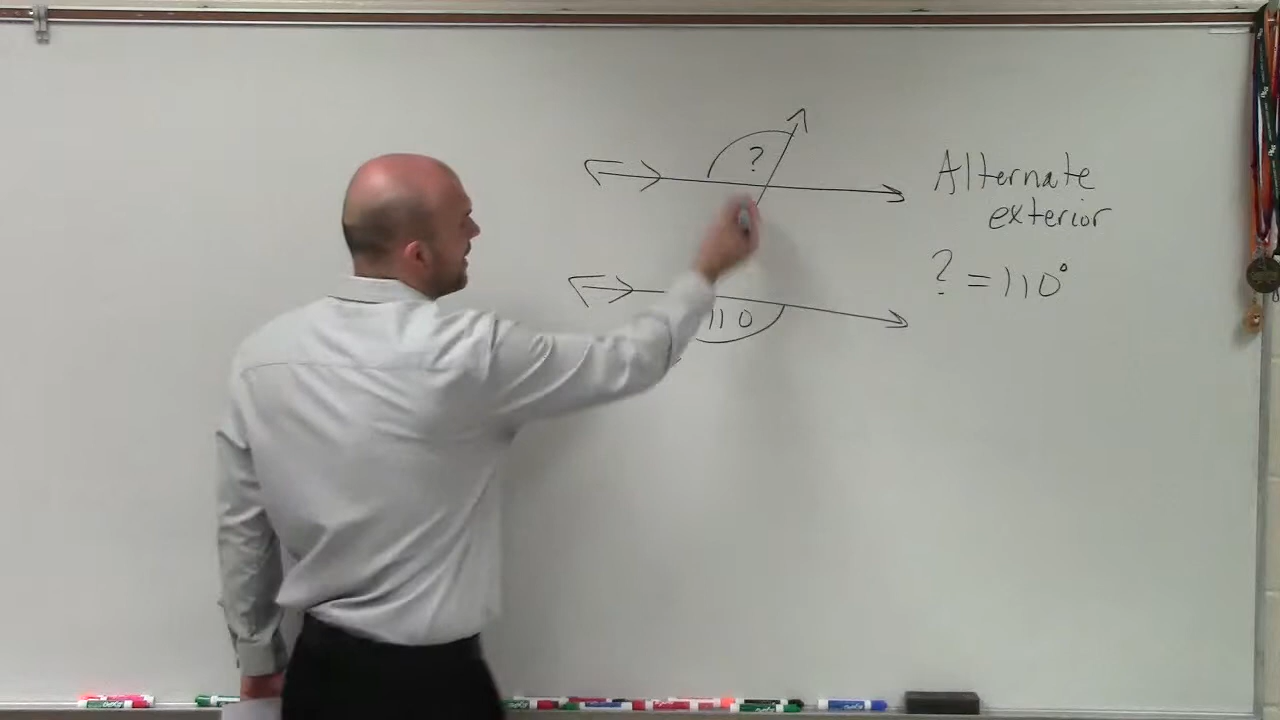 ?
110
Alternate
exterior
? = 110°